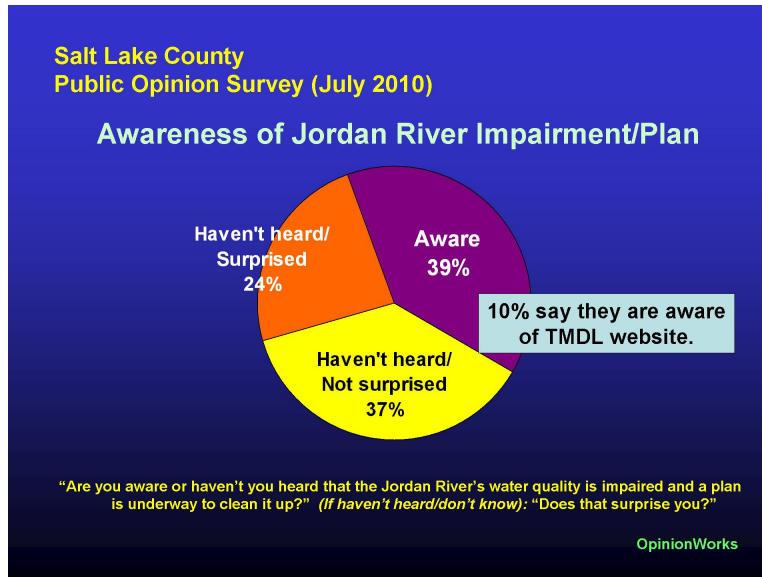 Salt Lake County
Public Opinion Survey (July 2010)
Awareness of Jordan River Impairment/Plan
Haven't heard/
Surprised
24%
Aware
39%
10% say they are aware
of TMDL website.
Haven't heard/
Not surprised
37%
“Are you aware or haven’t you heard that the Jordan River’s water quality is impaired and a plan
is underway to clean it up?” (If haven’t heard/don’t know): “Does that surprise you?”
OpinionWorks